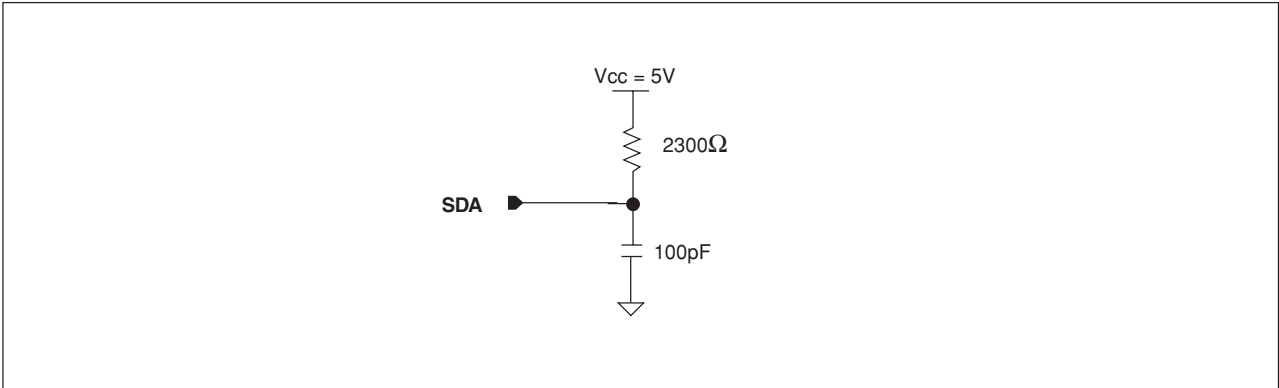 Vcc = 5V
2300Ω
SDA
100pF